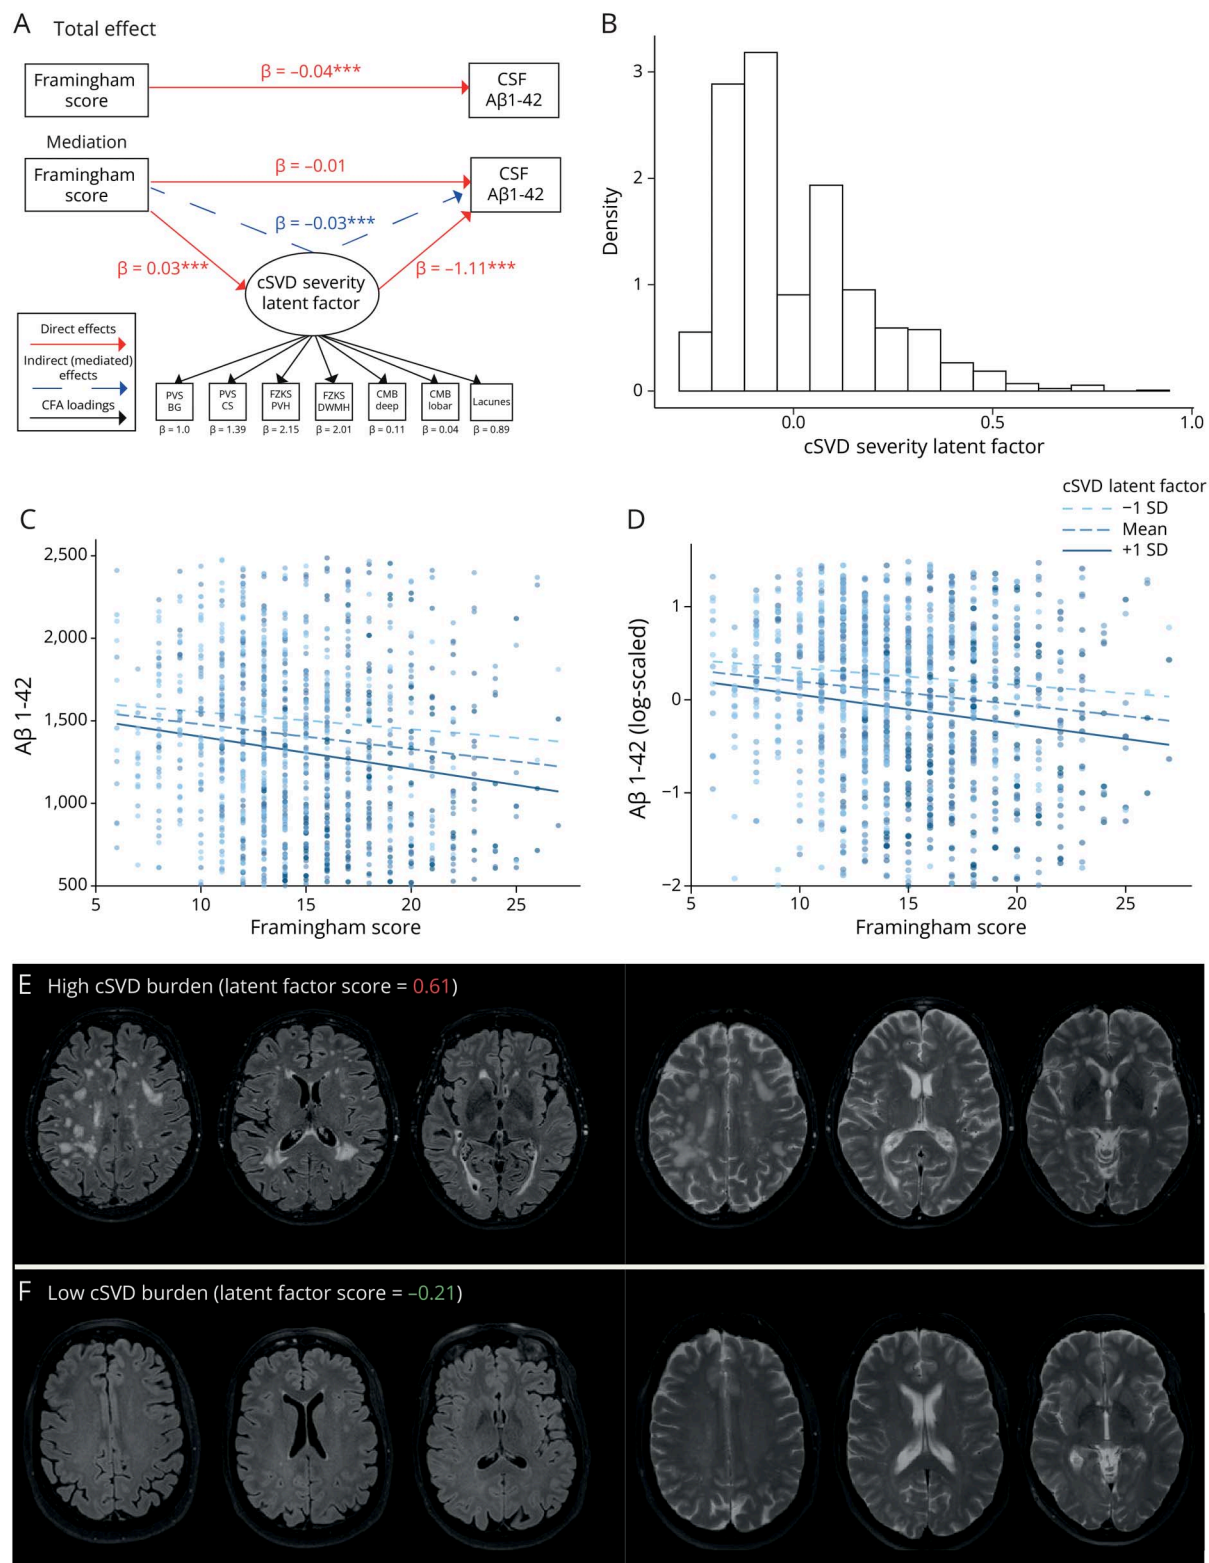 A Total effect
Framingham
score
β = –0.04***
CSF
Aβ1-42
Mediation
Framingham
score
β = –0.01
CSF
Aβ1-42
β = –0.03***
β = 0.03***
β = –1.11***
cSVD severity
latent factor
Direct effects
Indirect (mediated)
effects
CFA loadings
PVS
BG
PVS
CS
FZKS
PVH
FZKS
DWMH
CMB
deep
CMB
lobar
Lacunes
β = 1.0
β = 1.39
β = 2.15
β = 2.01
β = 0.11
β = 0.04
β = 0.89
B
Density
3
2
1
0
0.0
0.5
1.0
cSVD severity latent factor
C
Aβ 1-42
2,500
2,000
1,500
1,000
500
5
10
15
20
25
Framingham score
D
cSVD latent factor
−1 SD
Mean
+1 SD
Aβ 1-42 (log-scaled)
1
0
−1
−2
5
10
15
20
25
Framingham score
E High cSVD burden (latent factor score = 0.61)
F Low cSVD burden (latent factor score = –0.21)